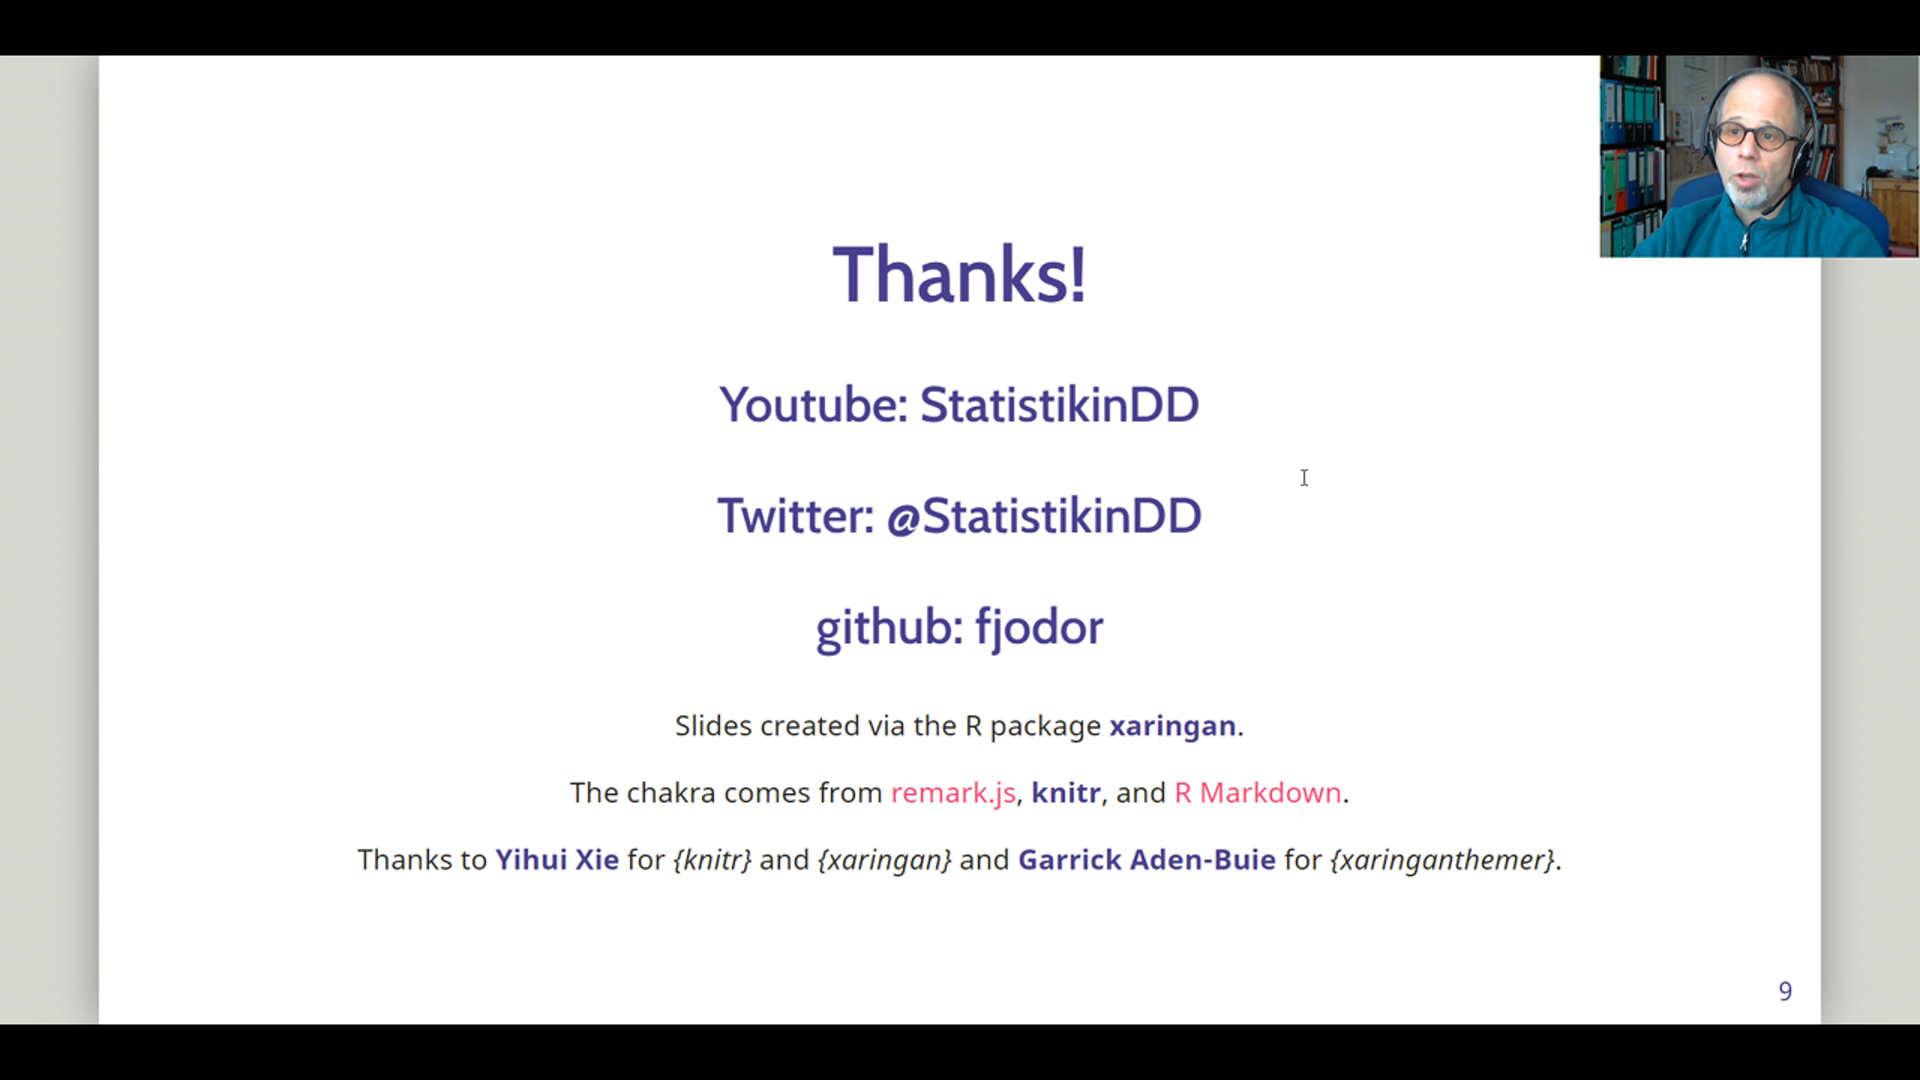 Thanks!
Youtube: StatistikinDD
Twitter: @StatistikinDD
github: fjodor
Slides created via the R package xaringan.
The chakra comes from remark.js, knitr, and R Markdown.
Thanks to Yihui Xie for {knitr} and {xaringan} and Garrick Aden-Buie for {xaringanthemer}.
9